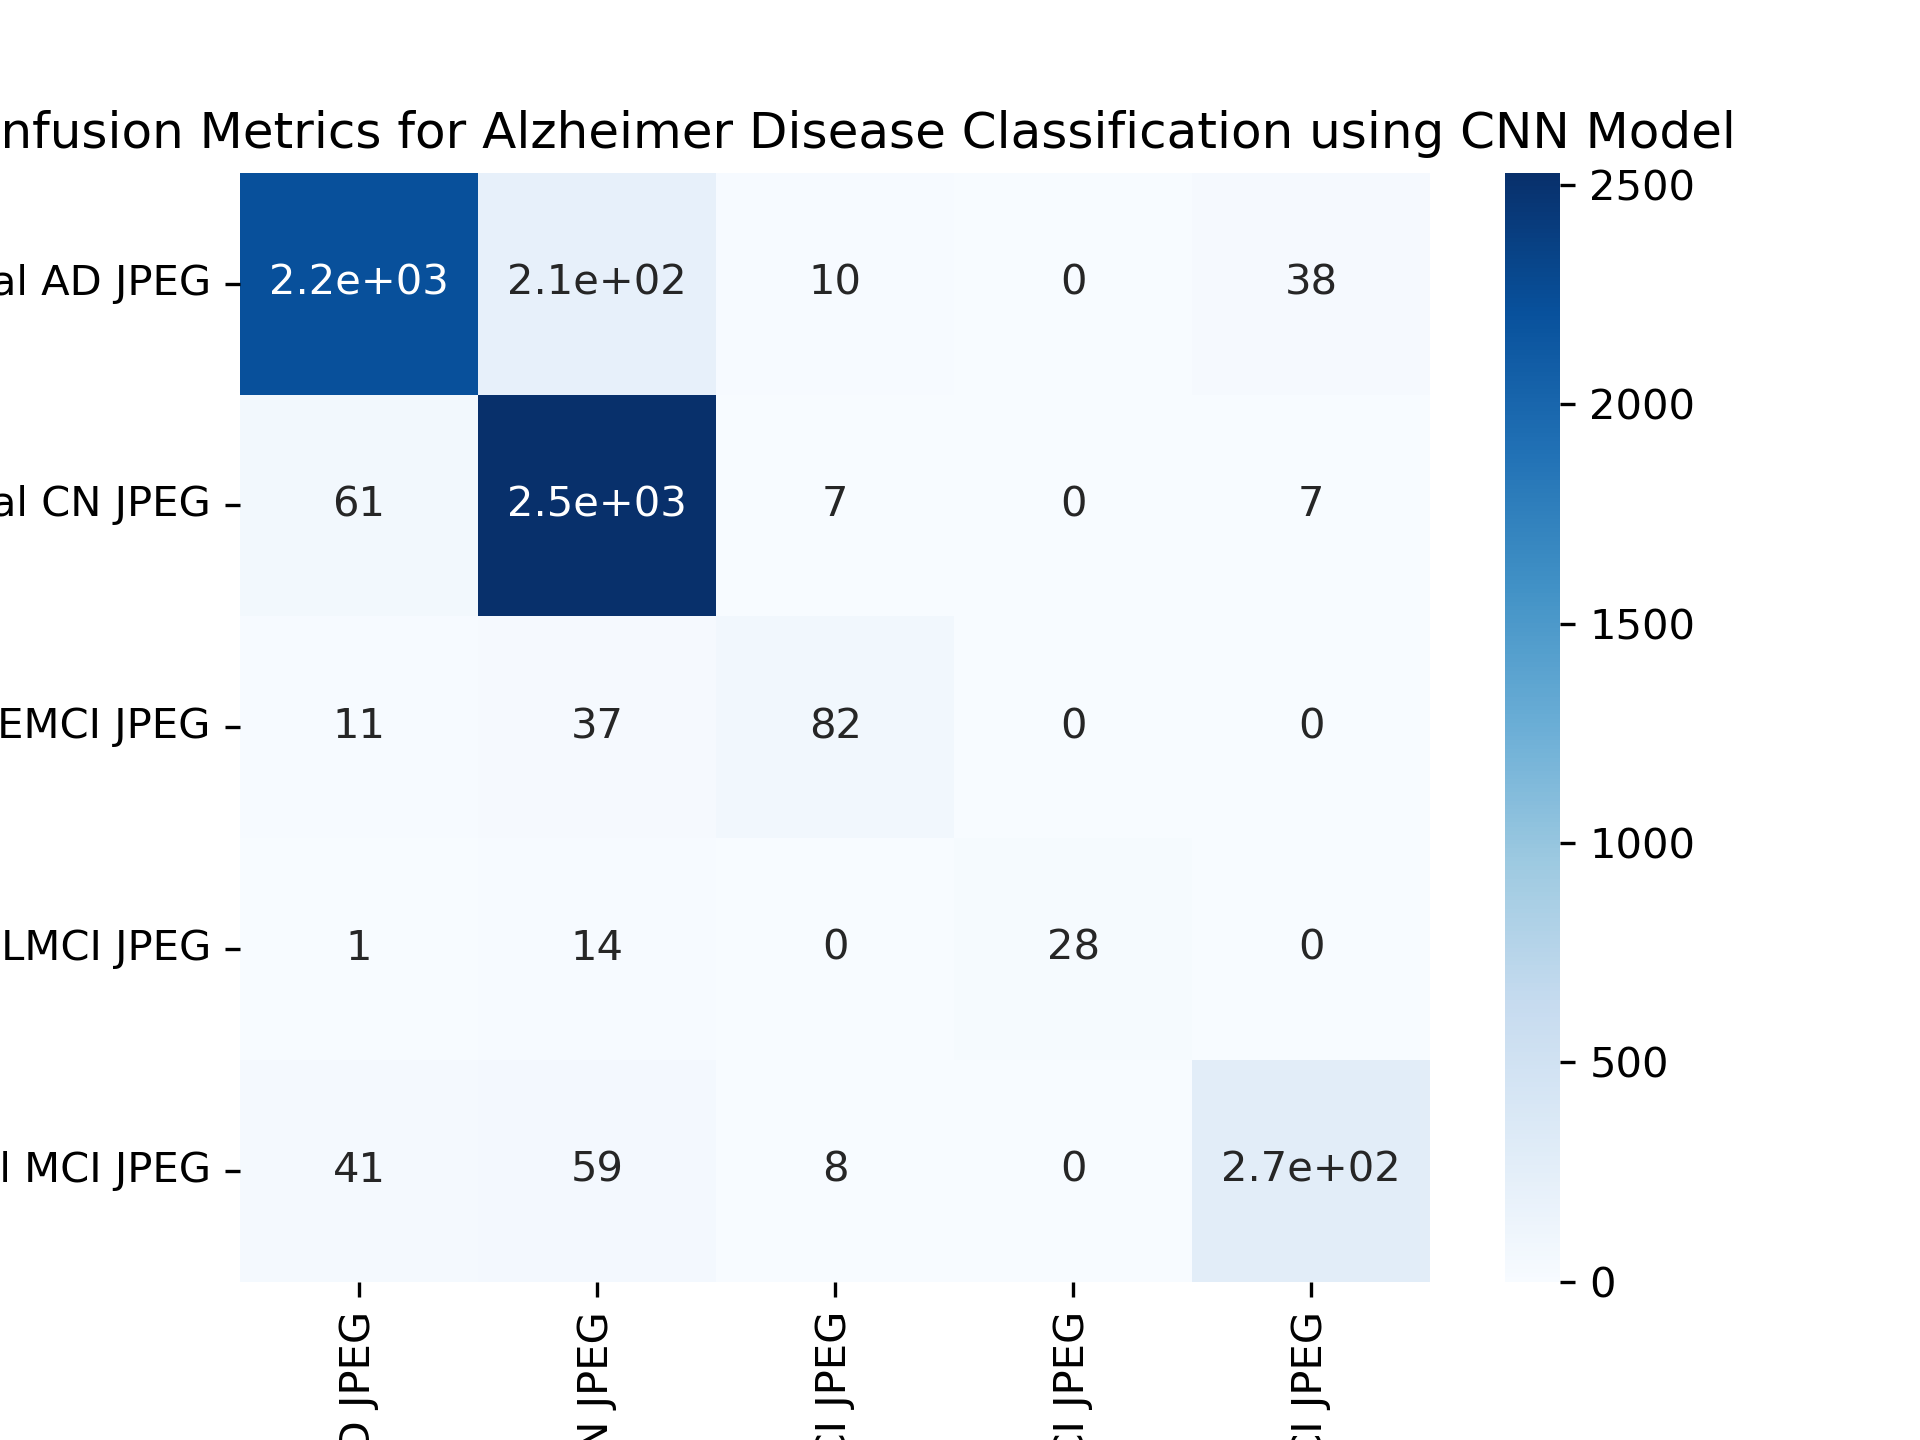 nfusion Metrics for Alzheimer Disease Classification using CNN Model
al AD JPEG 2.2e+03 2.1e+02 10 0 38
al CN JPEG 61 2.5e+03 7 0 7
EMCI JPEG 11 37 82 0 0
LMCI JPEG 1 14 0 28 0
l MCI JPEG 41 59 8 0 2.7e+02
D JPEG
N JPEG
CI JPEG
CI JPEG
CI JPEG
2500
2000
1500
1000
500
0